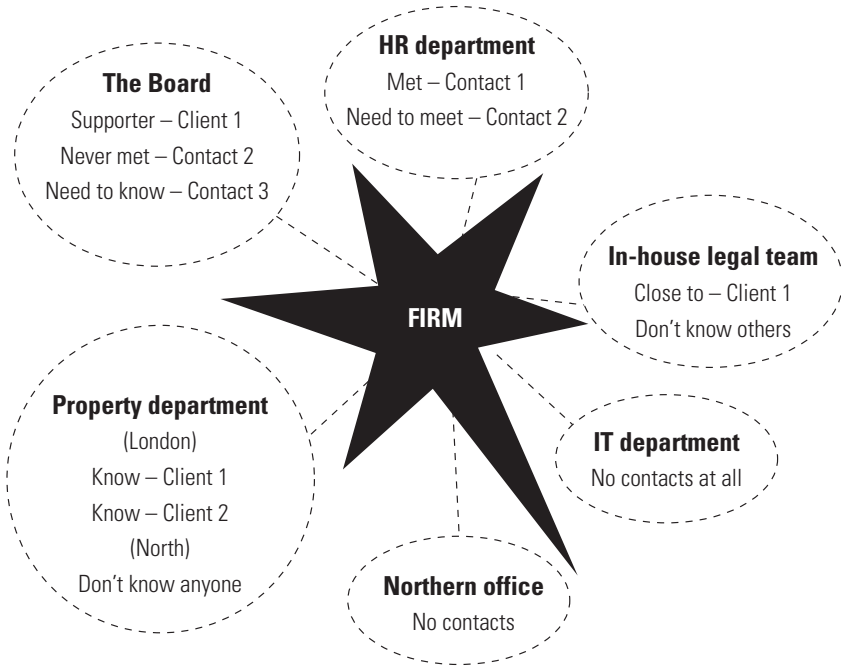 HR department
Met – Contact 1
Need to meet – Contact 2
The Board
Supporter – Client 1
Never met – Contact 2
Need to know – Contact 3
In-house legal team
Close to – Client 1
Don't know others
FIRM
Property department
(London)
Know – Client 1
Know – Client 2
(North)
Don't know anyone
IT department
No contacts at all
Northern office
No contacts